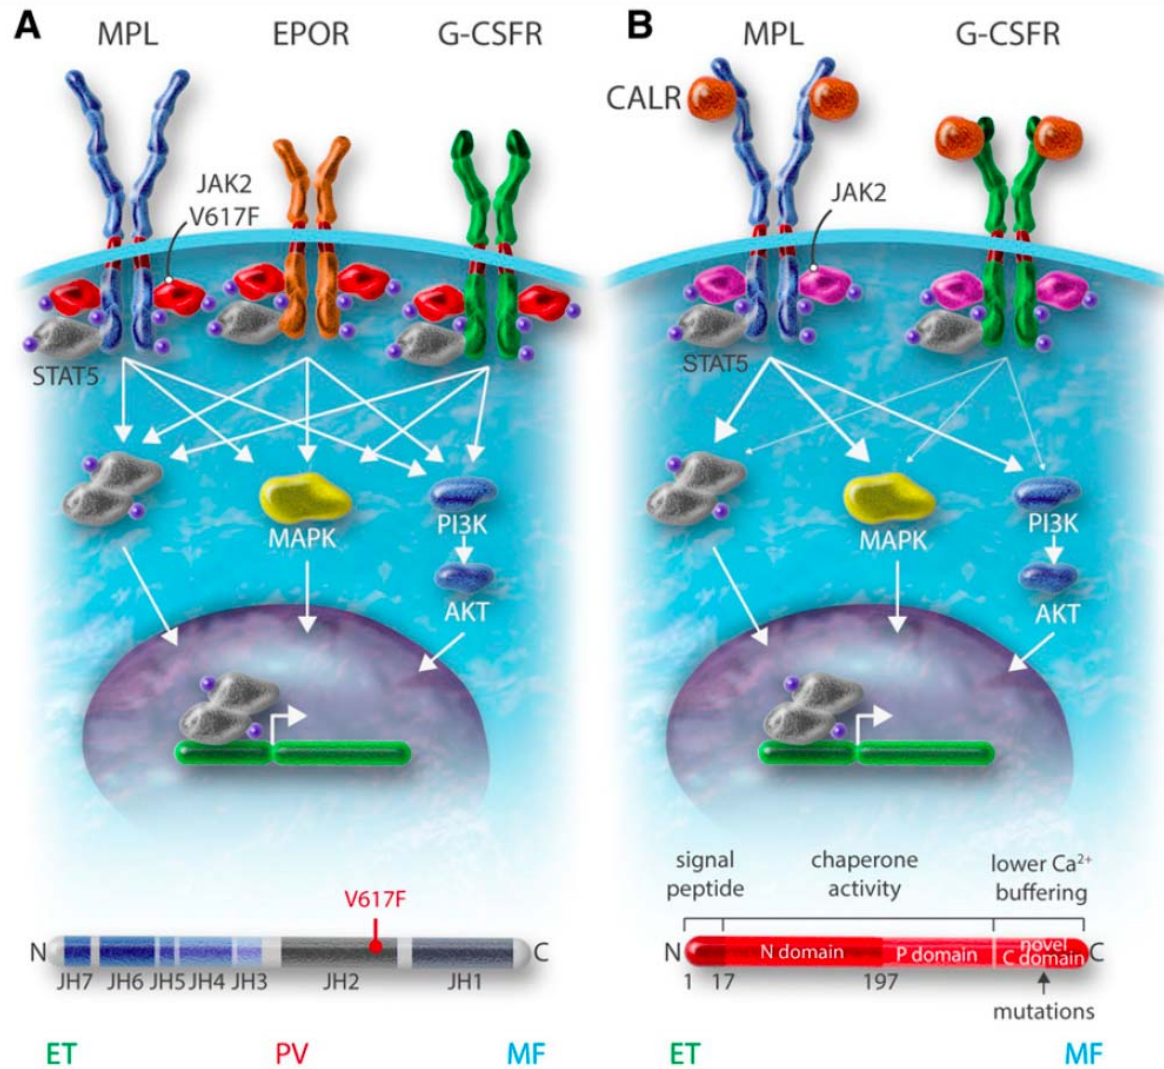 A
MPL EPOR G-CSFR
JAK2
V617F
STAT5
MAPK
PI3K
AKT
V617F
N C
JH7 JH6 JH5 JH4 JH3 JH2 JH1
ET PV MF
B
MPL G-CSFR
CALR
JAK2
STAT5
MAPK
PI3K
AKT
signal
peptide
chaperone
activity
lower Ca²⁺
buffering
N N domain P domain novel
C domain C
1 17 197
mutations
ET MF